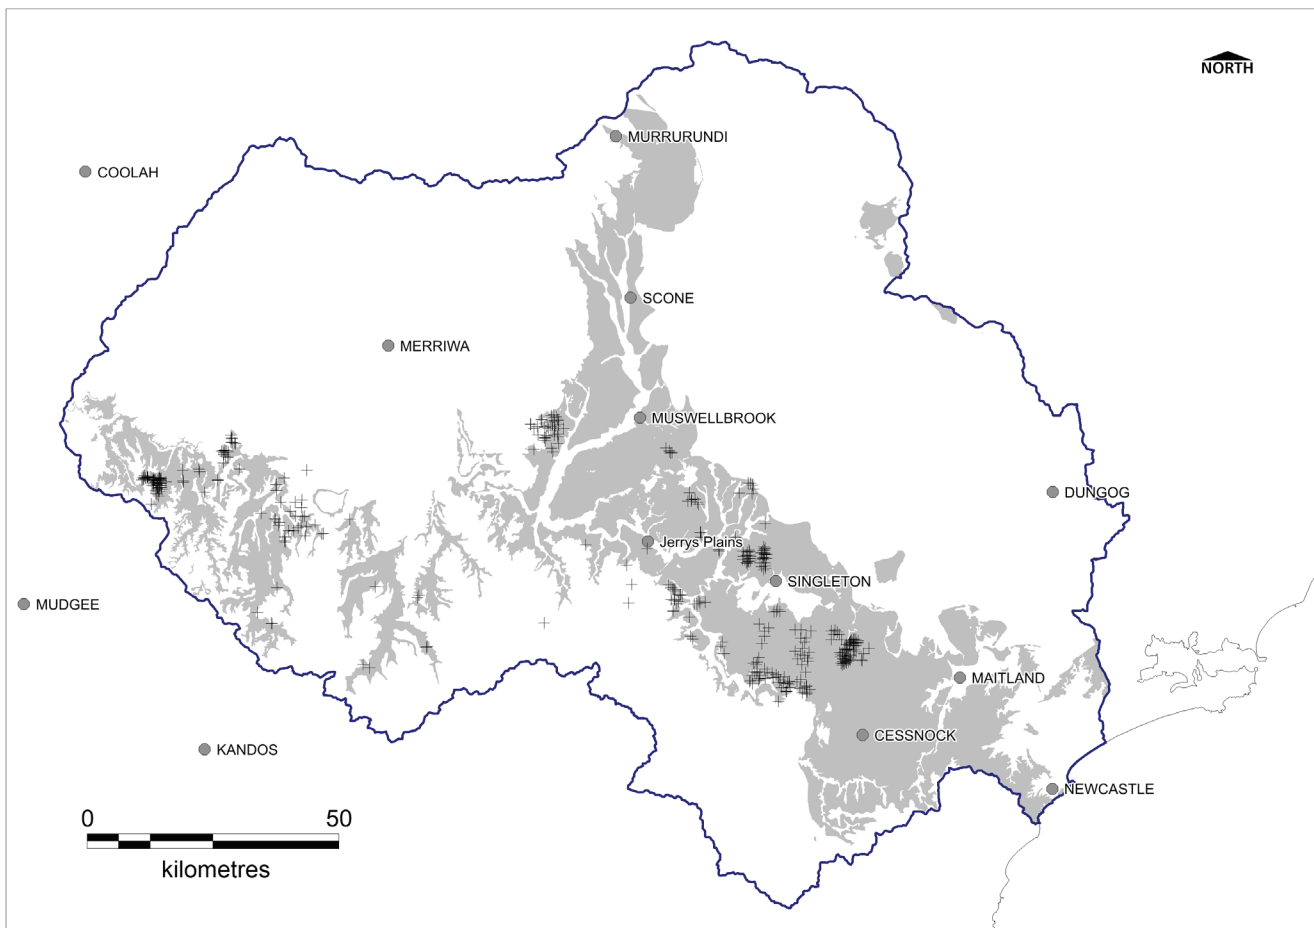 NORTH
MURRURUNDI
COOLAH
SCONE
MERRIWA
MUSWELLBROOK
DUNGOG
Jerrys Plains
SINGLETON
MUDGEE
MAITLAND
CESSNOCK
KANDOS
NEWCASTLE
0 50
kilometres